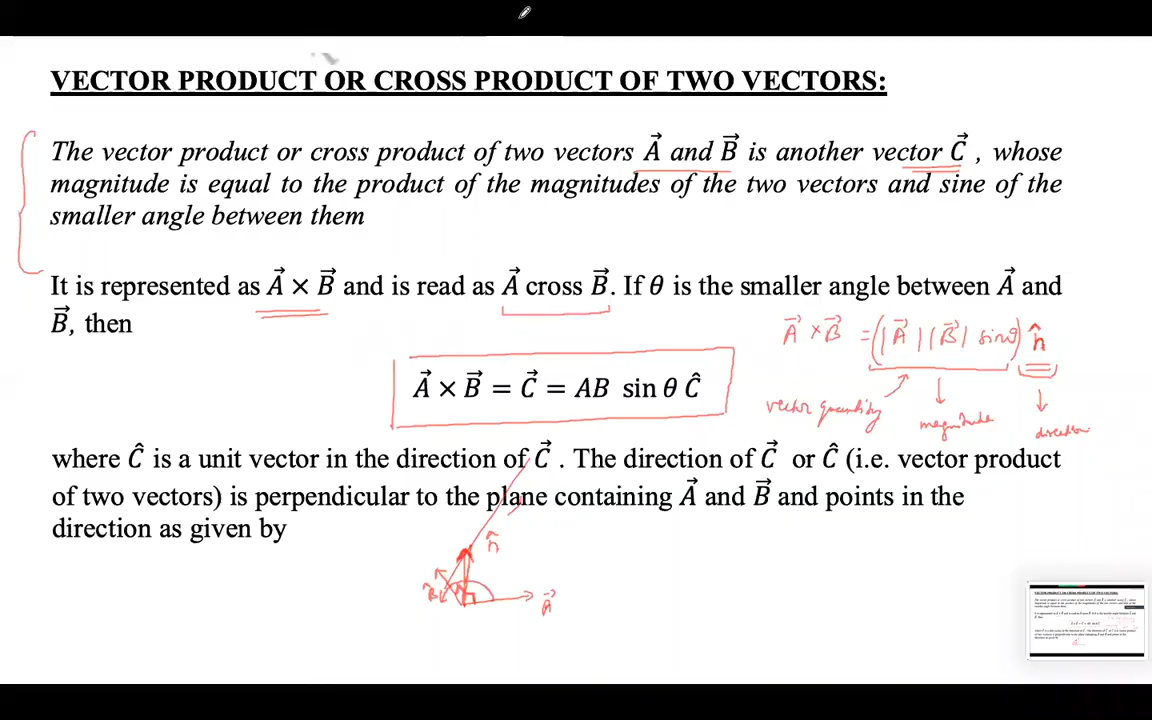 VECTOR PRODUCT OR CROSS PRODUCT OF TWO VECTORS:
The vector product or cross product of two vectors A⃗ and B⃗ is another vector C⃗ , whose
magnitude is equal to the product of the magnitudes of the two vectors and sine of the
smaller angle between them
It is represented as A⃗ × B⃗ and is read as A⃗ cross B⃗. If θ is the smaller angle between A⃗ and
B⃗, then
A⃗ × B⃗ = (|A⃗| |B⃗| sinθ) n̂
A⃗ × B⃗ = C⃗ = AB sin θ Ĉ
vector quantity
magnitude
direction
where Ĉ is a unit vector in the direction of C⃗ . The direction of C⃗ or Ĉ (i.e. vector product
of two vectors) is perpendicular to the plane containing A⃗ and B⃗ and points in the
direction as given by
n̂
B⃗
A⃗